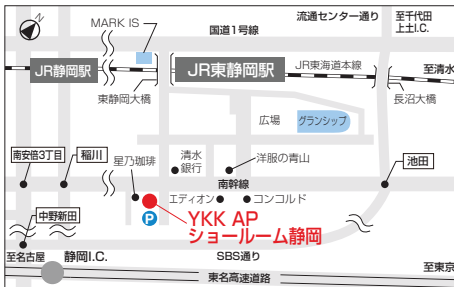 N
MARK IS
流通センター通り
至千代田
上土I.C.
国道1号線
JR静岡駅
JR東静岡駅
JR東海道本線
至清水
東静岡大橋
長沼大橋
広場
グランシップ
南安倍3丁目
稲川
星乃珈琲
清水
銀行
洋服の青山
池田
南幹線
エディオン
コンコルド
P
YKK AP
ショールーム静岡
中野新田
至名古屋
静岡I.C.
SBS通り
至東京
東名高速道路